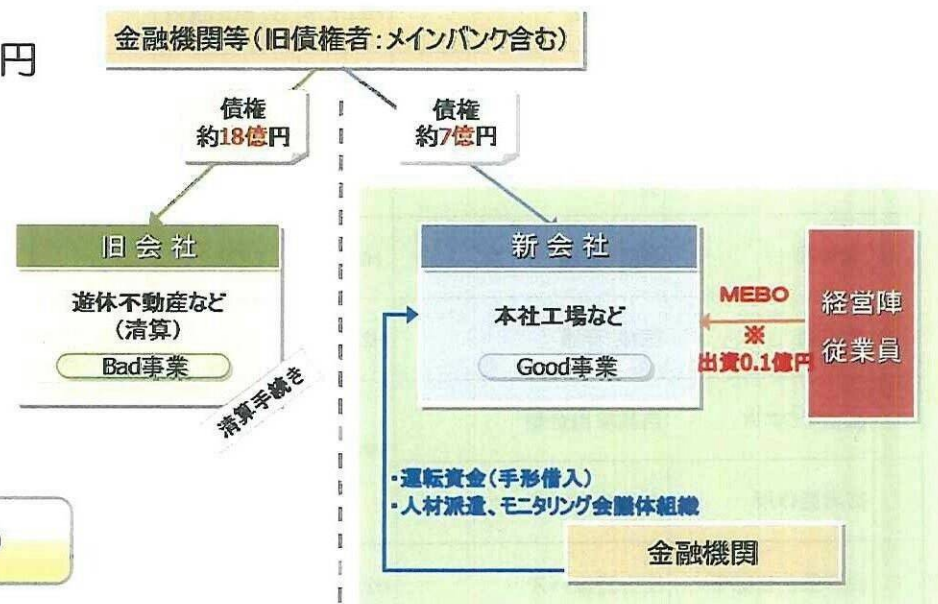 円
金融機関等(旧債権者:メインバンク含む)
債権
約18億円
債権
約7億円
旧会社
遊休不動産など
(清算)
Bad事業
清算手続き
新会社
本社工場など
Good事業
MEBO
※
出資0.1億円
経営陣
従業員
・運転資金(手形借入)
・人材派遣、モニタリング会議体組織
金融機関